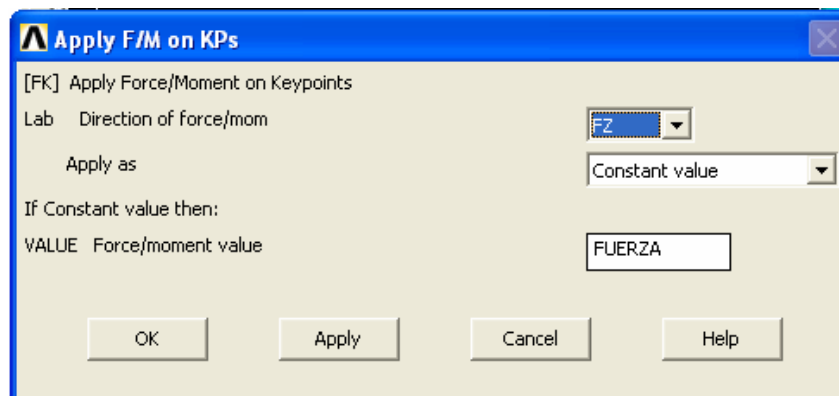 Apply F/M on KPs
[FK] Apply Force/Moment on Keypoints
Lab Direction of force/mom FZ
Apply as Constant value
If Constant value then:
VALUE Force/moment value FUERZA
OK Apply Cancel Help